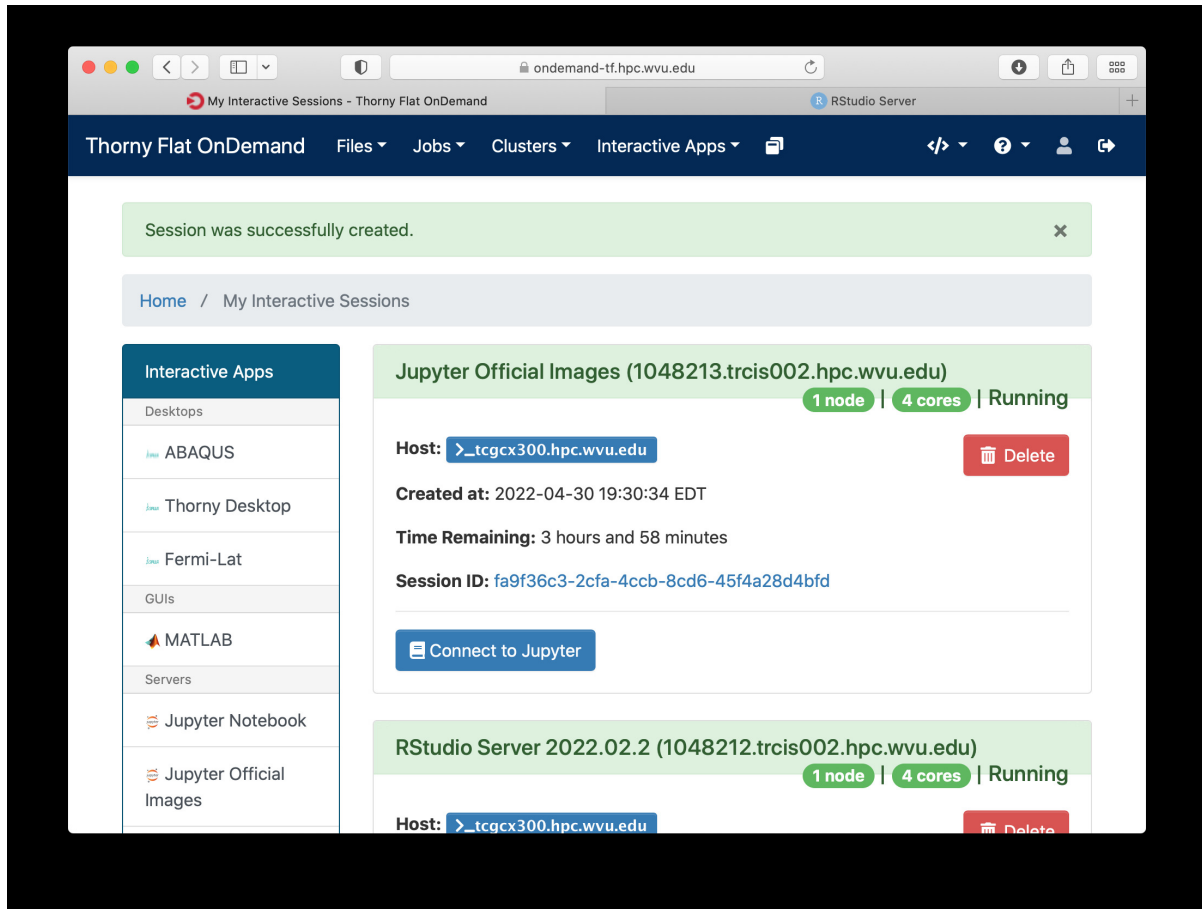 ondemand-tf.hpc.wvu.edu
My Interactive Sessions - Thorny Flat OnDemand
R RStudio Server
Thorny Flat OnDemand Files Jobs Clusters Interactive Apps </> ?
Session was successfully created. ×
Home / My Interactive Sessions
Interactive Apps
Desktops
ABAQUS
Thorny Desktop
Fermi-Lat
GUIs
MATLAB
Servers
Jupyter Notebook
Jupyter Official
Images
Jupyter Official Images (1048213.trcis002.hpc.wvu.edu)
1 node | 4 cores | Running
Host: >_tcgcx300.hpc.wvu.edu
Delete
Created at: 2022-04-30 19:30:34 EDT
Time Remaining: 3 hours and 58 minutes
Session ID: fa9f36c3-2cfa-4ccb-8cd6-45f4a28d4bfd
Connect to Jupyter
RStudio Server 2022.02.2 (1048212.trcis002.hpc.wvu.edu)
1 node | 4 cores | Running
Host: >_tcgcx300.hpc.wvu.edu
Delete